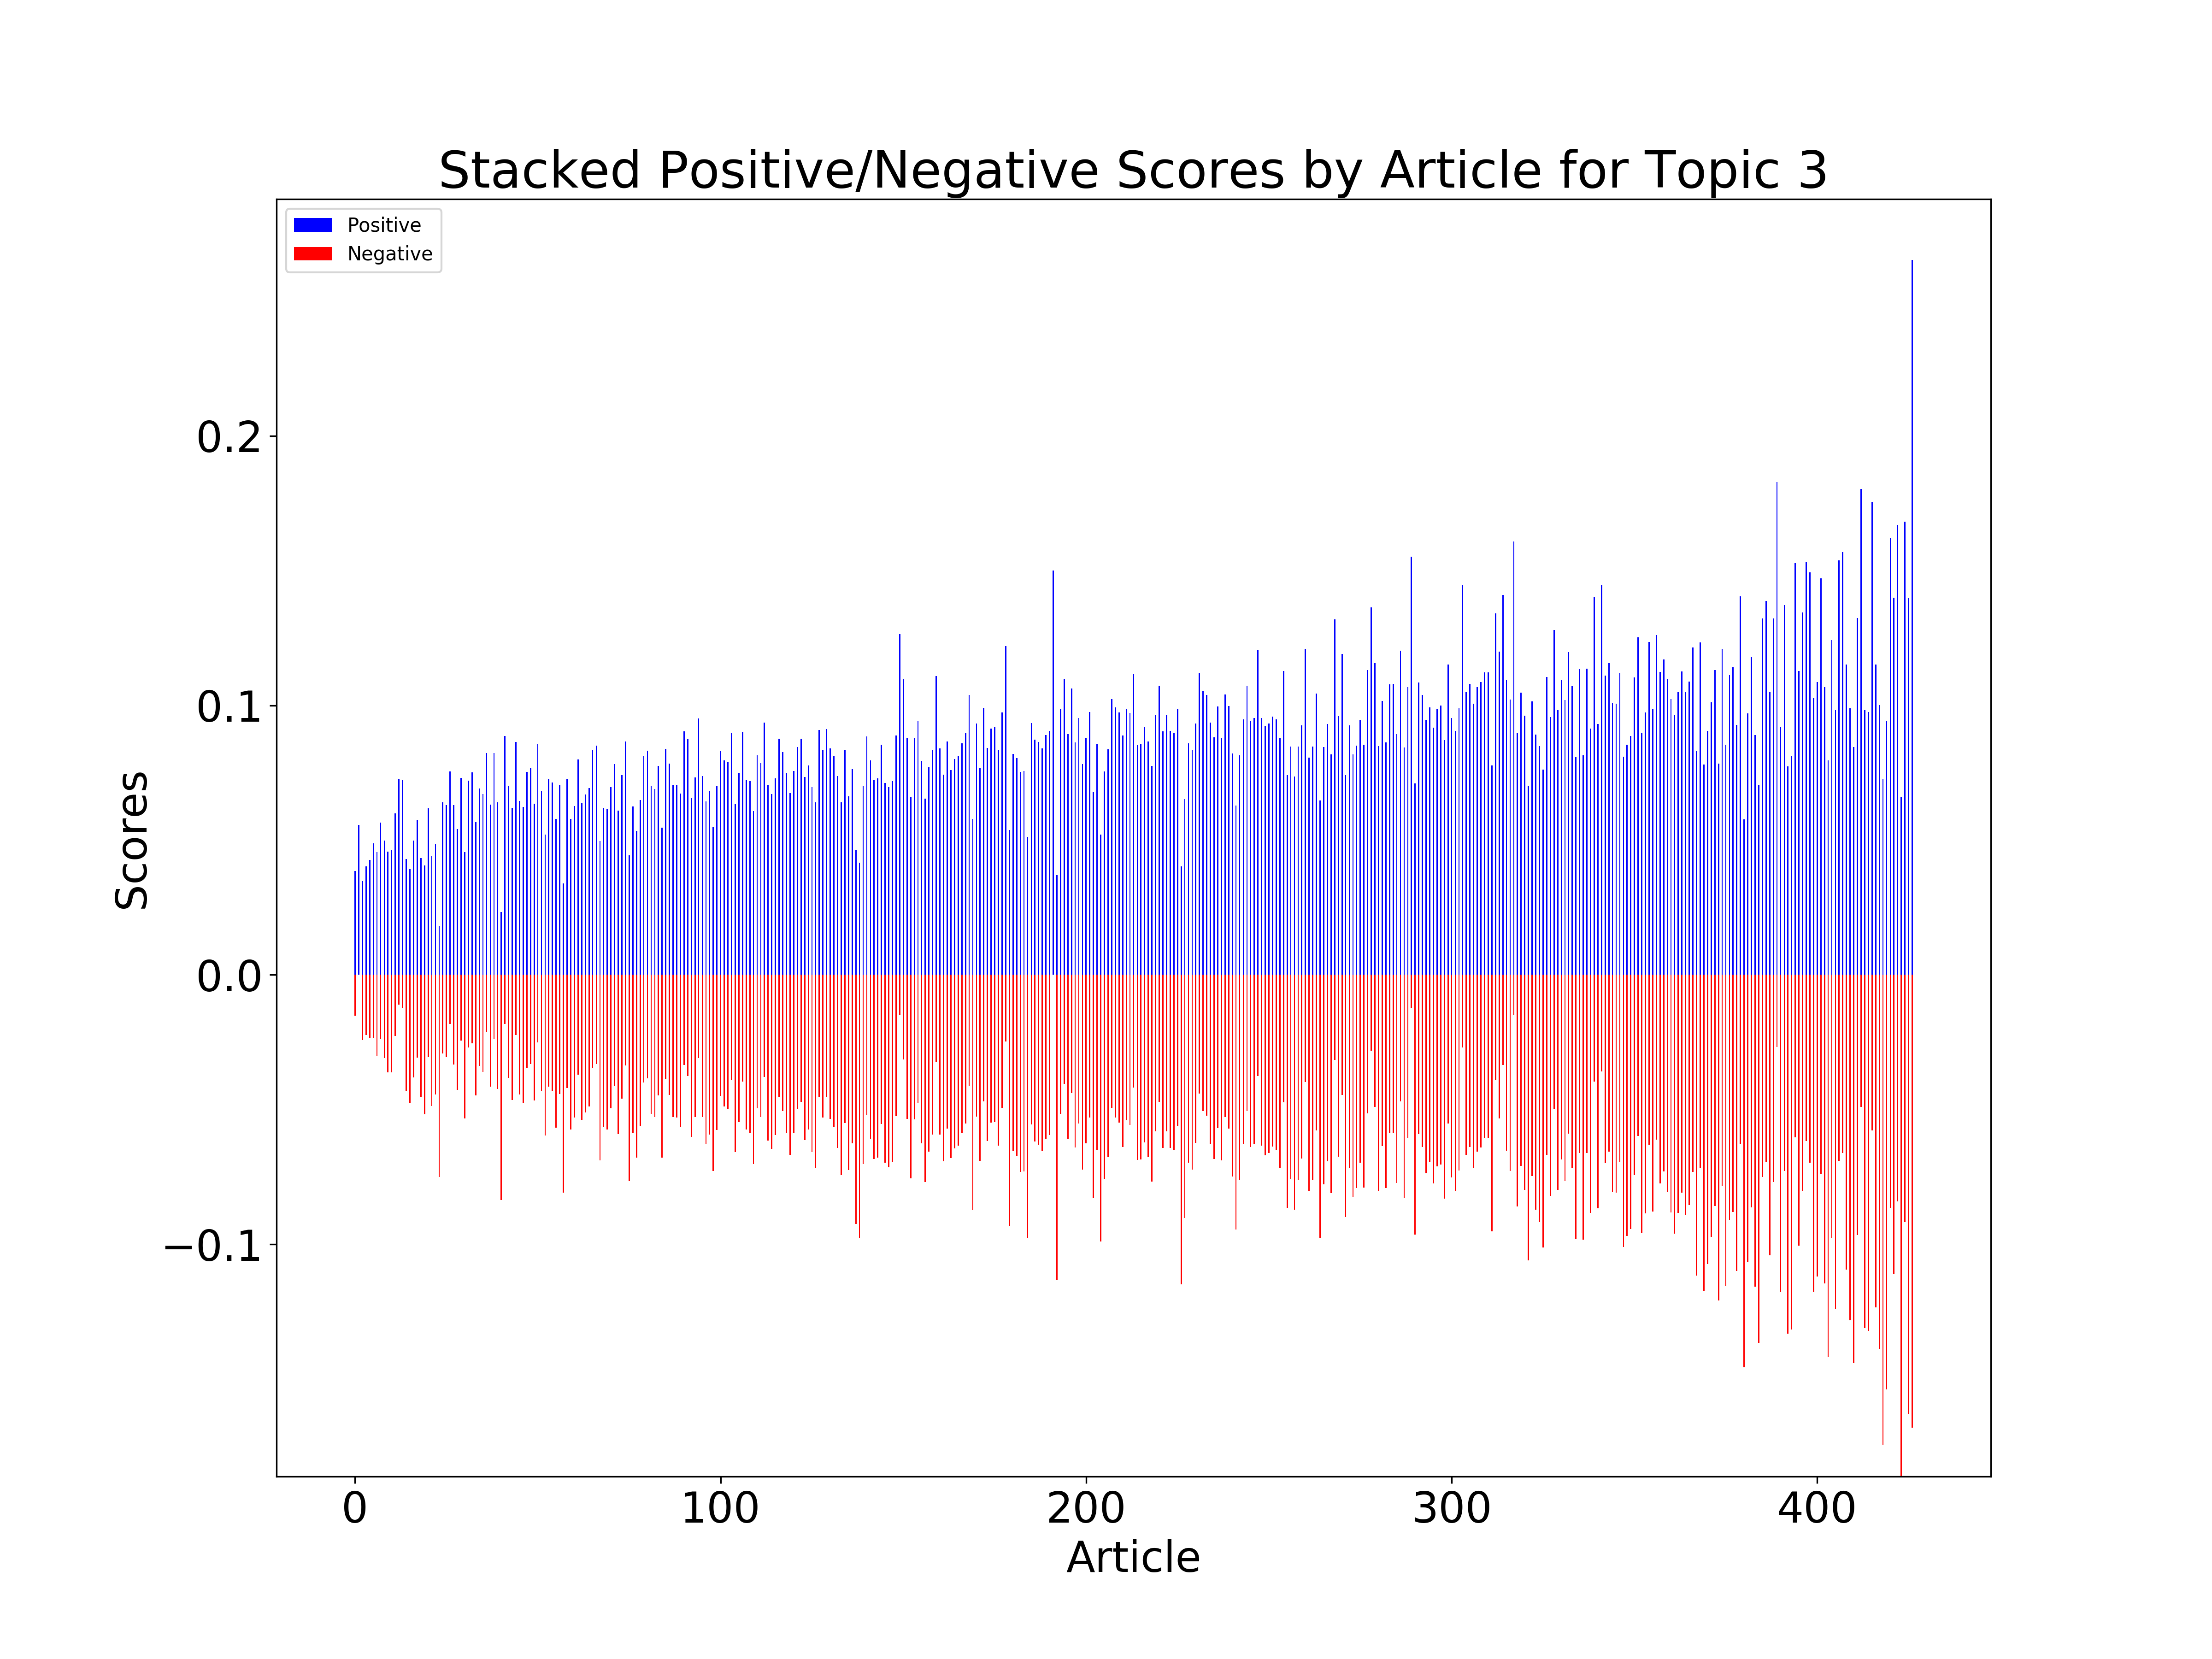 Stacked Positive/Negative Scores by Article for Topic 3
Positive
Negative
0.2
0.1
0.0
−0.1
Scores
0 100 200 300 400
Article